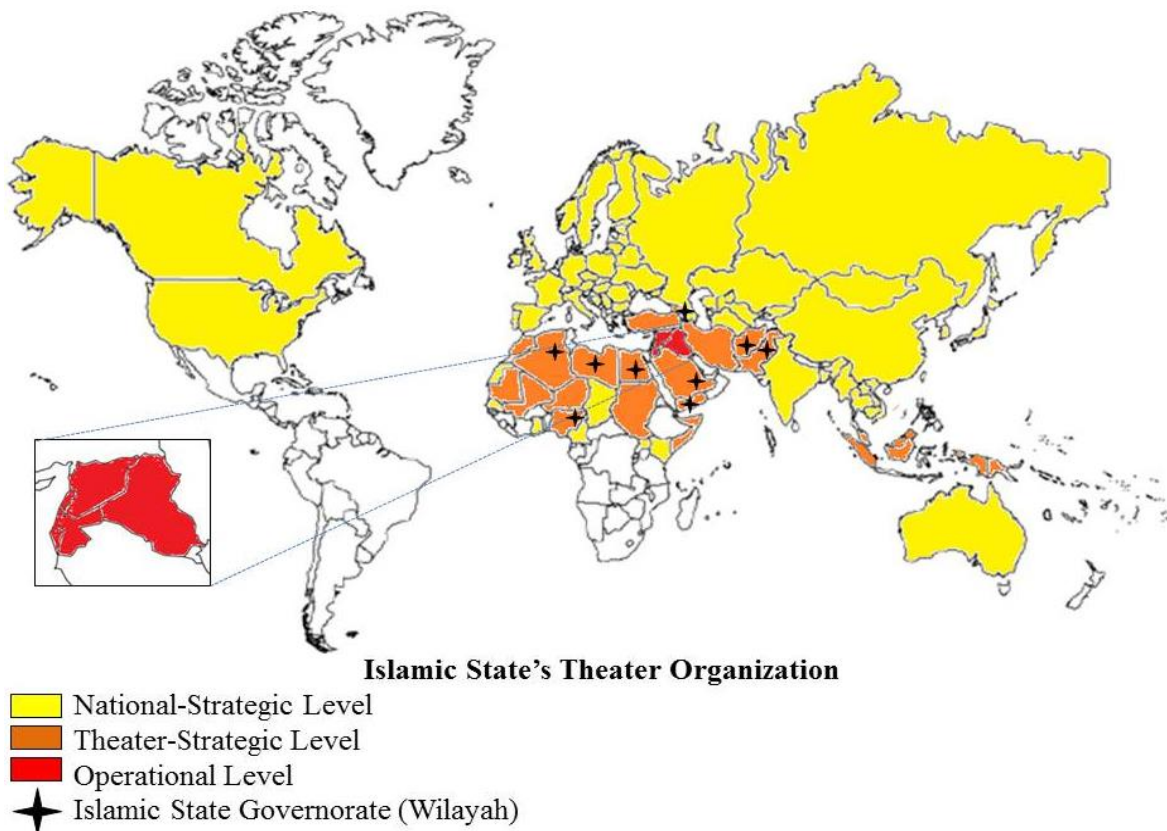 Islamic State's Theater Organization
National-Strategic Level
Theater-Strategic Level
Operational Level
Islamic State Governorate (Wilayah)